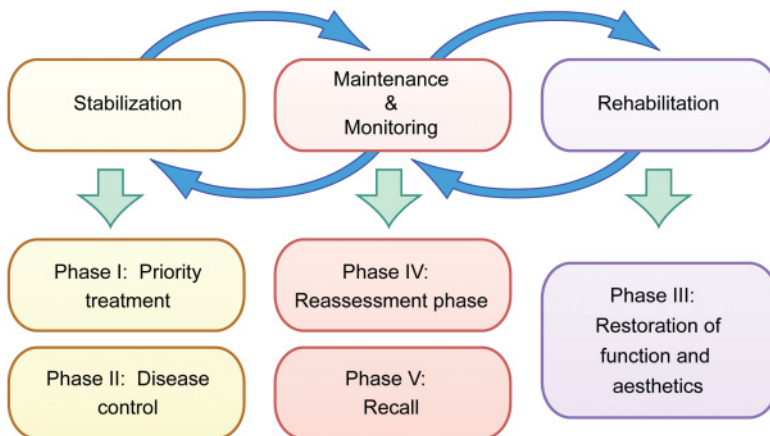 Stabilization
Maintenance
&
Monitoring
Rehabilitation
Phase I: Priority
treatment
Phase II: Disease
control
Phase IV:
Reassessment phase
Phase V:
Recall
Phase III:
Restoration of
function and
aesthetics